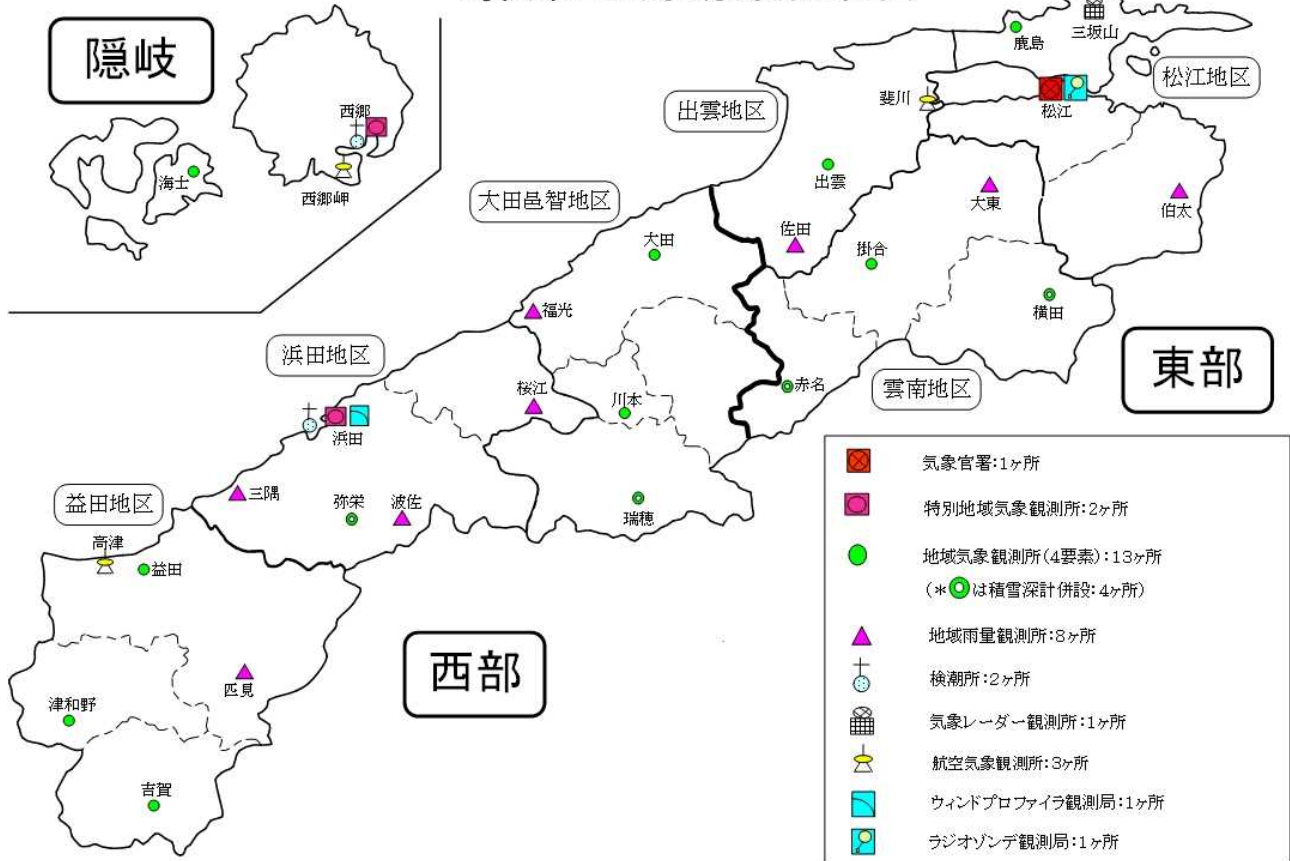 隠岐
西郷
海士
西郷岬
鹿島
三坂山
松江地区
斐川
松江
出雲地区
出雲
大田邑智地区
大東
伯太
佐田
大田
掛合
福光
横田
浜田地区
東部
桜江
川本
赤名
雲南地区
浜田
三隅
弥栄
波佐
瑞穂
益田地区
高津
益田
西部
匹見
津和野
吉賀
気象官署:1ヶ所
特別地域気象観測所:2ヶ所
地域気象観測所(4要素):13ヶ所
(*は積雪深計併設:4ヶ所)
地域雨量観測所:8ヶ所
検潮所:2ヶ所
気象レーダー観測所:1ヶ所
航空気象観測所:3ヶ所
ウィンドプロファイラ観測局:1ヶ所
ラジオゾンデ観測局:1ヶ所